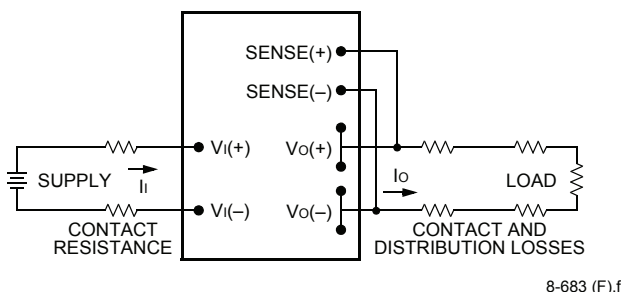 SENSE(+)
SENSE(–)
VI(+)
VO(+)
SUPPLY
II
IO
LOAD
VI(–)
VO(–)
CONTACT
RESISTANCE
CONTACT AND
DISTRIBUTION LOSSES
8-683 (F).f